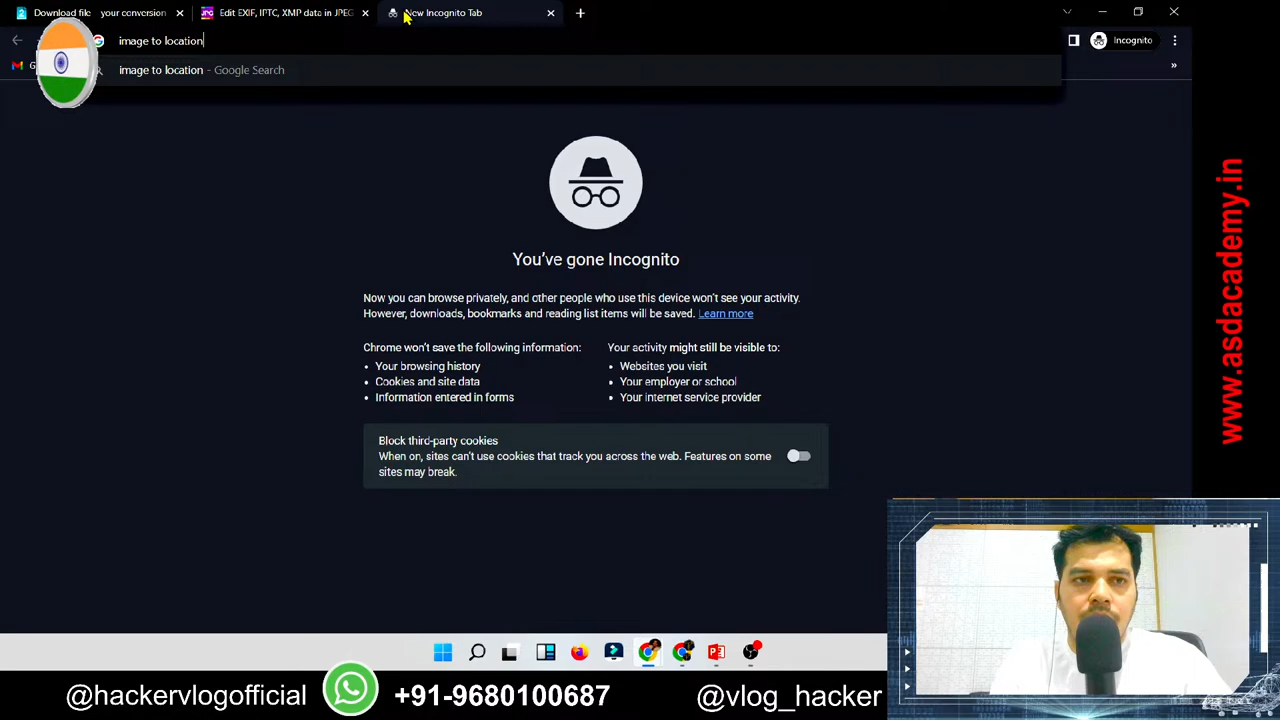 Download file your conversion
Edit EXIF, IPTC, XMP data in JPEG
New Incognito Tab
image to location
Incognito
image to location - Google Search
You've gone Incognito
Now you can browse privately, and other people who use this device won't see your activity.
However, downloads, bookmarks and reading list items will be saved. Learn more
Chrome won't save the following information:
• Your browsing history
• Cookies and site data
• Information entered in forms
Your activity might still be visible to:
• Websites you visit
• Your employer or school
• Your internet service provider
Block third-party cookies
When on, sites can't use cookies that track you across the web. Features on some
sites may break.
www.asdacademy.in
@hackervlogofficial
+91-9680100687
@vlog_hacker